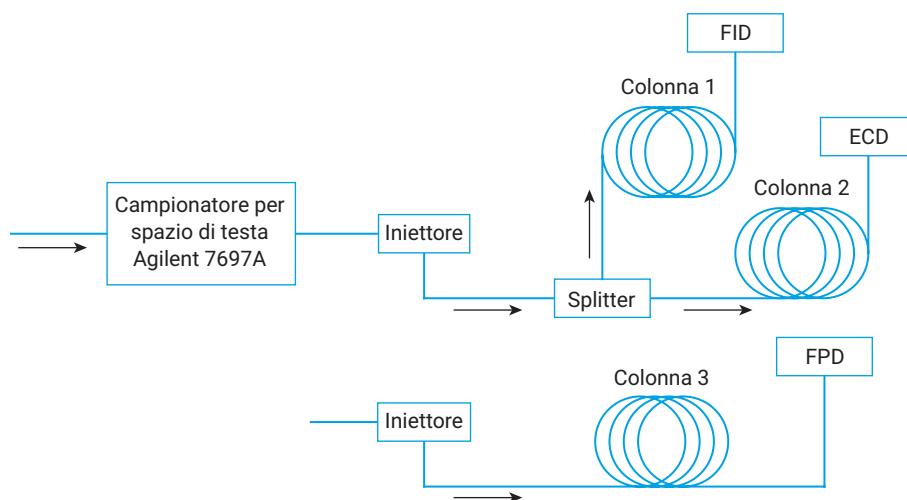 FID
Colonna 1
ECD
Colonna 2
Campionatore per
spazio di testa
Agilent 7697A
Iniettore
Splitter
FPD
Colonna 3
Iniettore